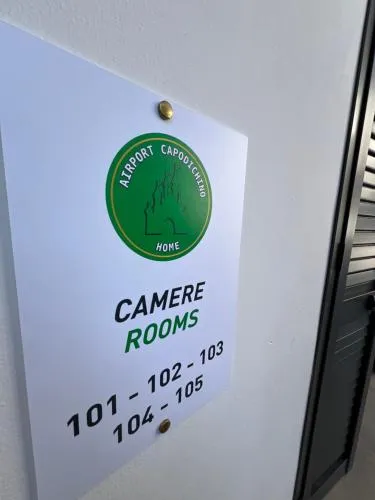 AIRPORT CAPODICHINO
HOME
CAMERE
ROOMS
101 - 102 - 103
104 - 105